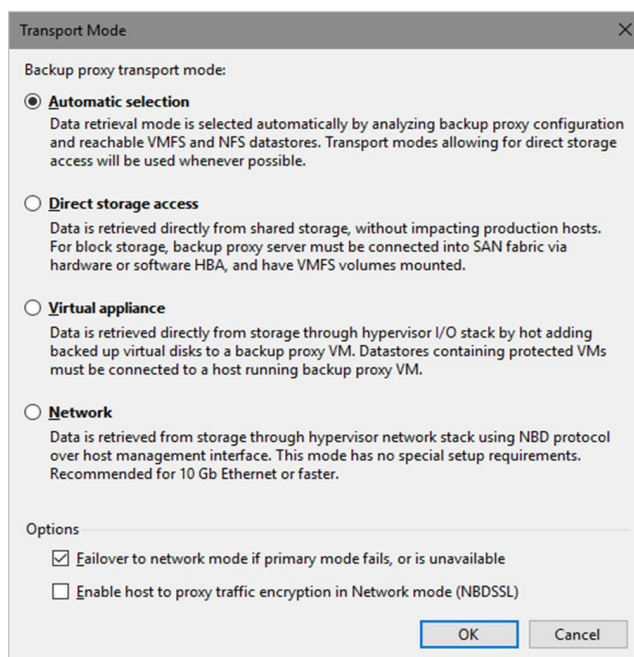 Transport Mode
Backup proxy transport mode:
Automatic selection
Data retrieval mode is selected automatically by analyzing backup proxy configuration
and reachable VMFS and NFS datastores. Transport modes allowing for direct storage
access will be used whenever possible.
Direct storage access
Data is retrieved directly from shared storage, without impacting production hosts.
For block storage, backup proxy server must be connected into SAN fabric via
hardware or software HBA, and have VMFS volumes mounted.
Virtual appliance
Data is retrieved directly from storage through hypervisor I/O stack by hot adding
backed up virtual disks to a backup proxy VM. Datastores containing protected VMs
must be connected to a host running backup proxy VM.
Network
Data is retrieved from storage through hypervisor network stack using NBD protocol
over host management interface. This mode has no special setup requirements.
Recommended for 10 Gb Ethernet or faster.
Options
Failover to network mode if primary mode fails, or is unavailable
Enable host to proxy traffic encryption in Network mode (NBDSSL)
OK Cancel